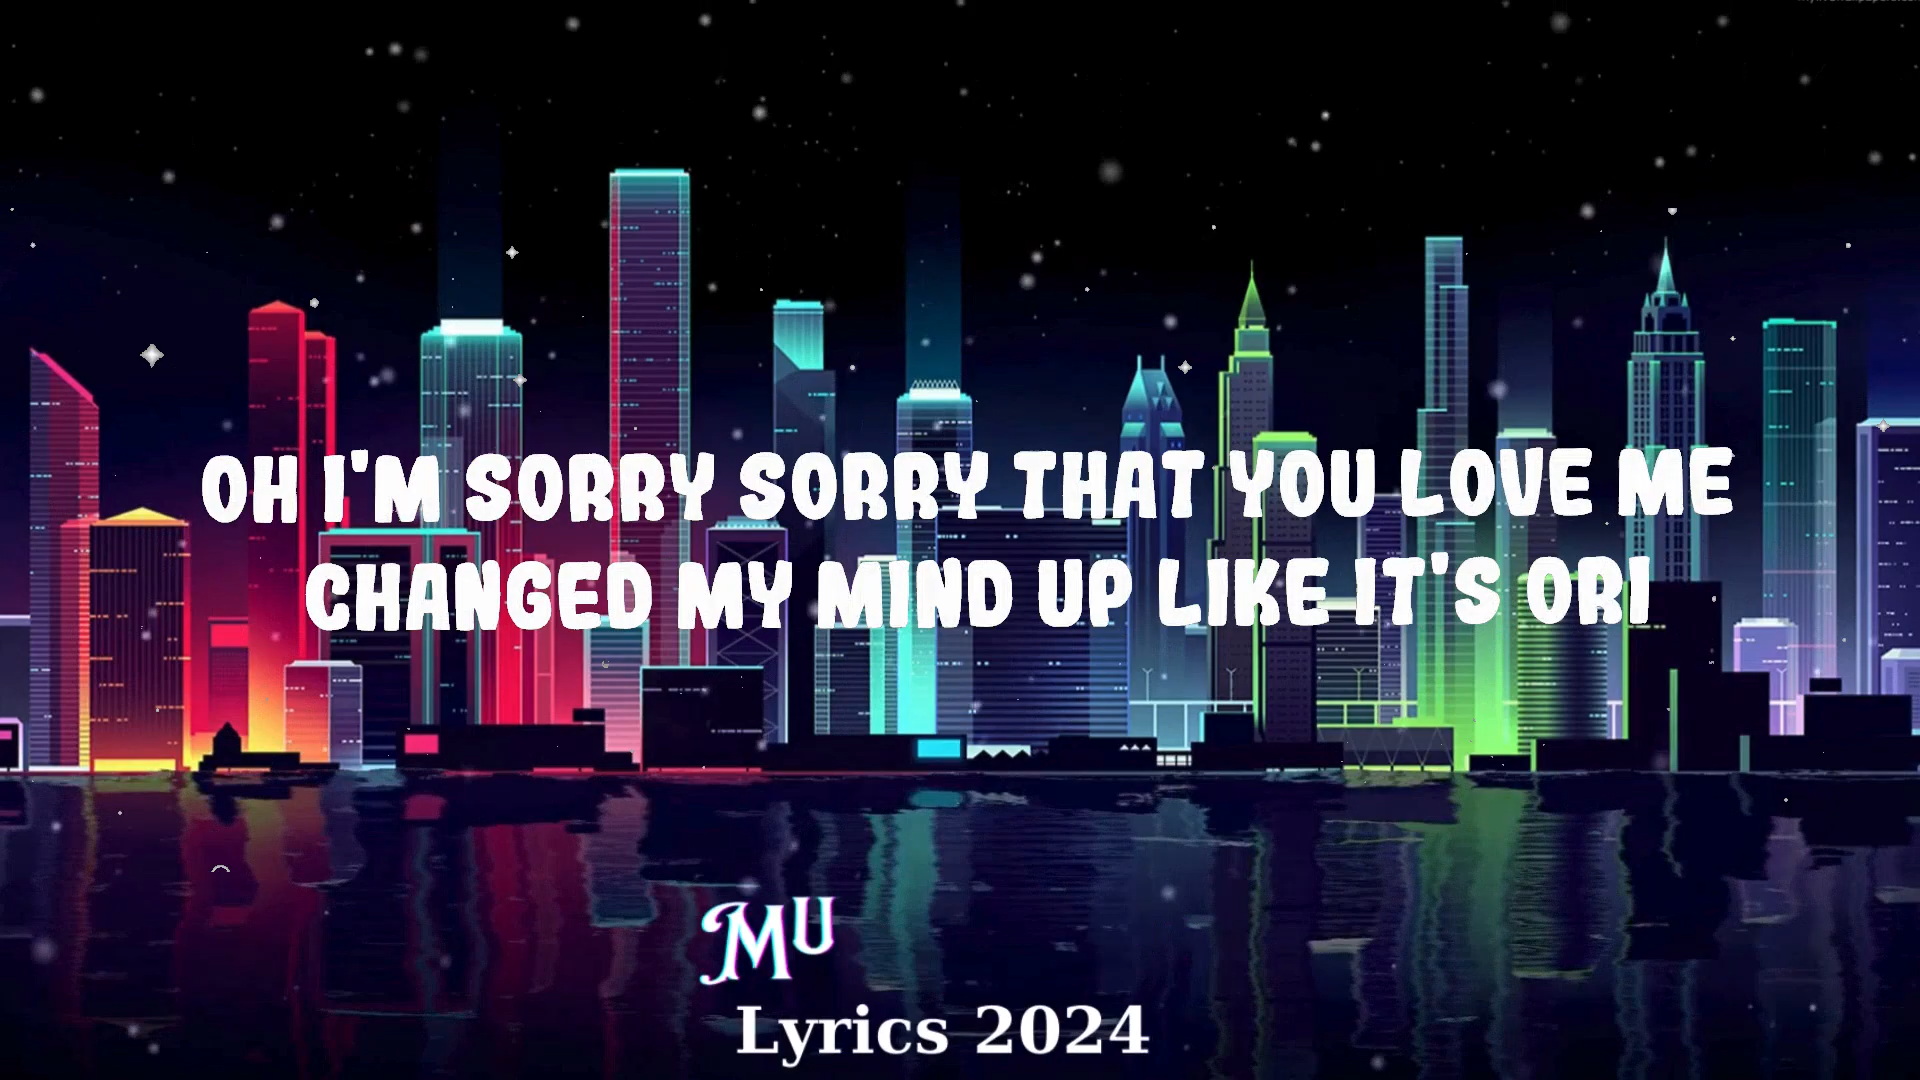 OH I'M SORRY SORRY THAT YOU LOVE ME
CHANGED MY MIND UP LIKE IT'S ORI
MU
Lyrics 2024